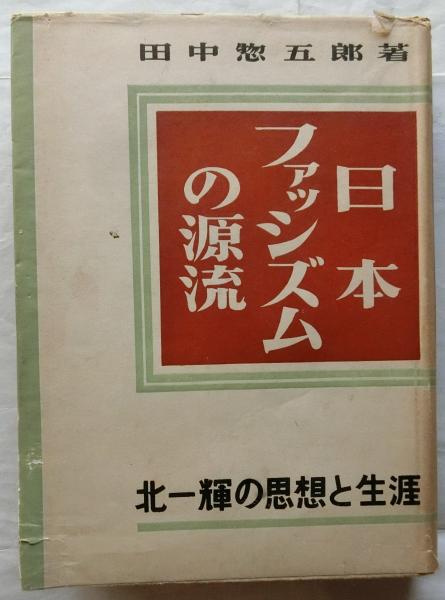 田中惣五郎著
日本
ファッシズム
の源流
北一輝の思想と生涯